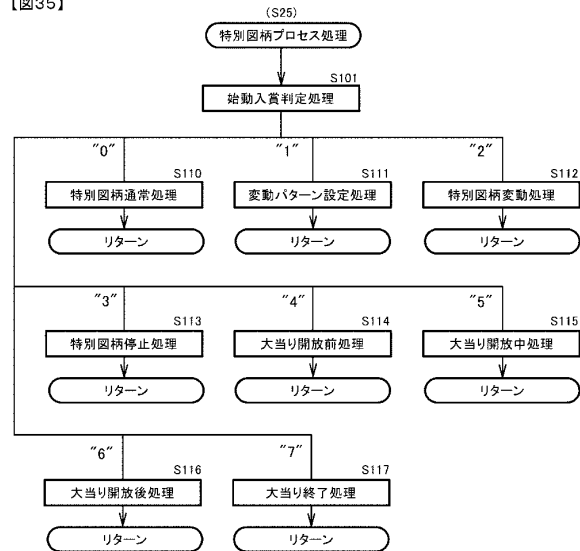 【図35】
(S25)
特別図柄プロセス処理
S101
始動入賞判定処理
"0" "1" "2"
S110 S111 S112
特別図柄通常処理 変動パターン設定処理 特別図柄変動処理
リターン リターン リターン
"3" "4" "5"
S113 S114 S115
特別図柄停止処理 大当り開放前処理 大当り開放中処理
リターン リターン リターン
"6" "7"
S116 S117
大当り開放後処理 大当り終了処理
リターン リターン